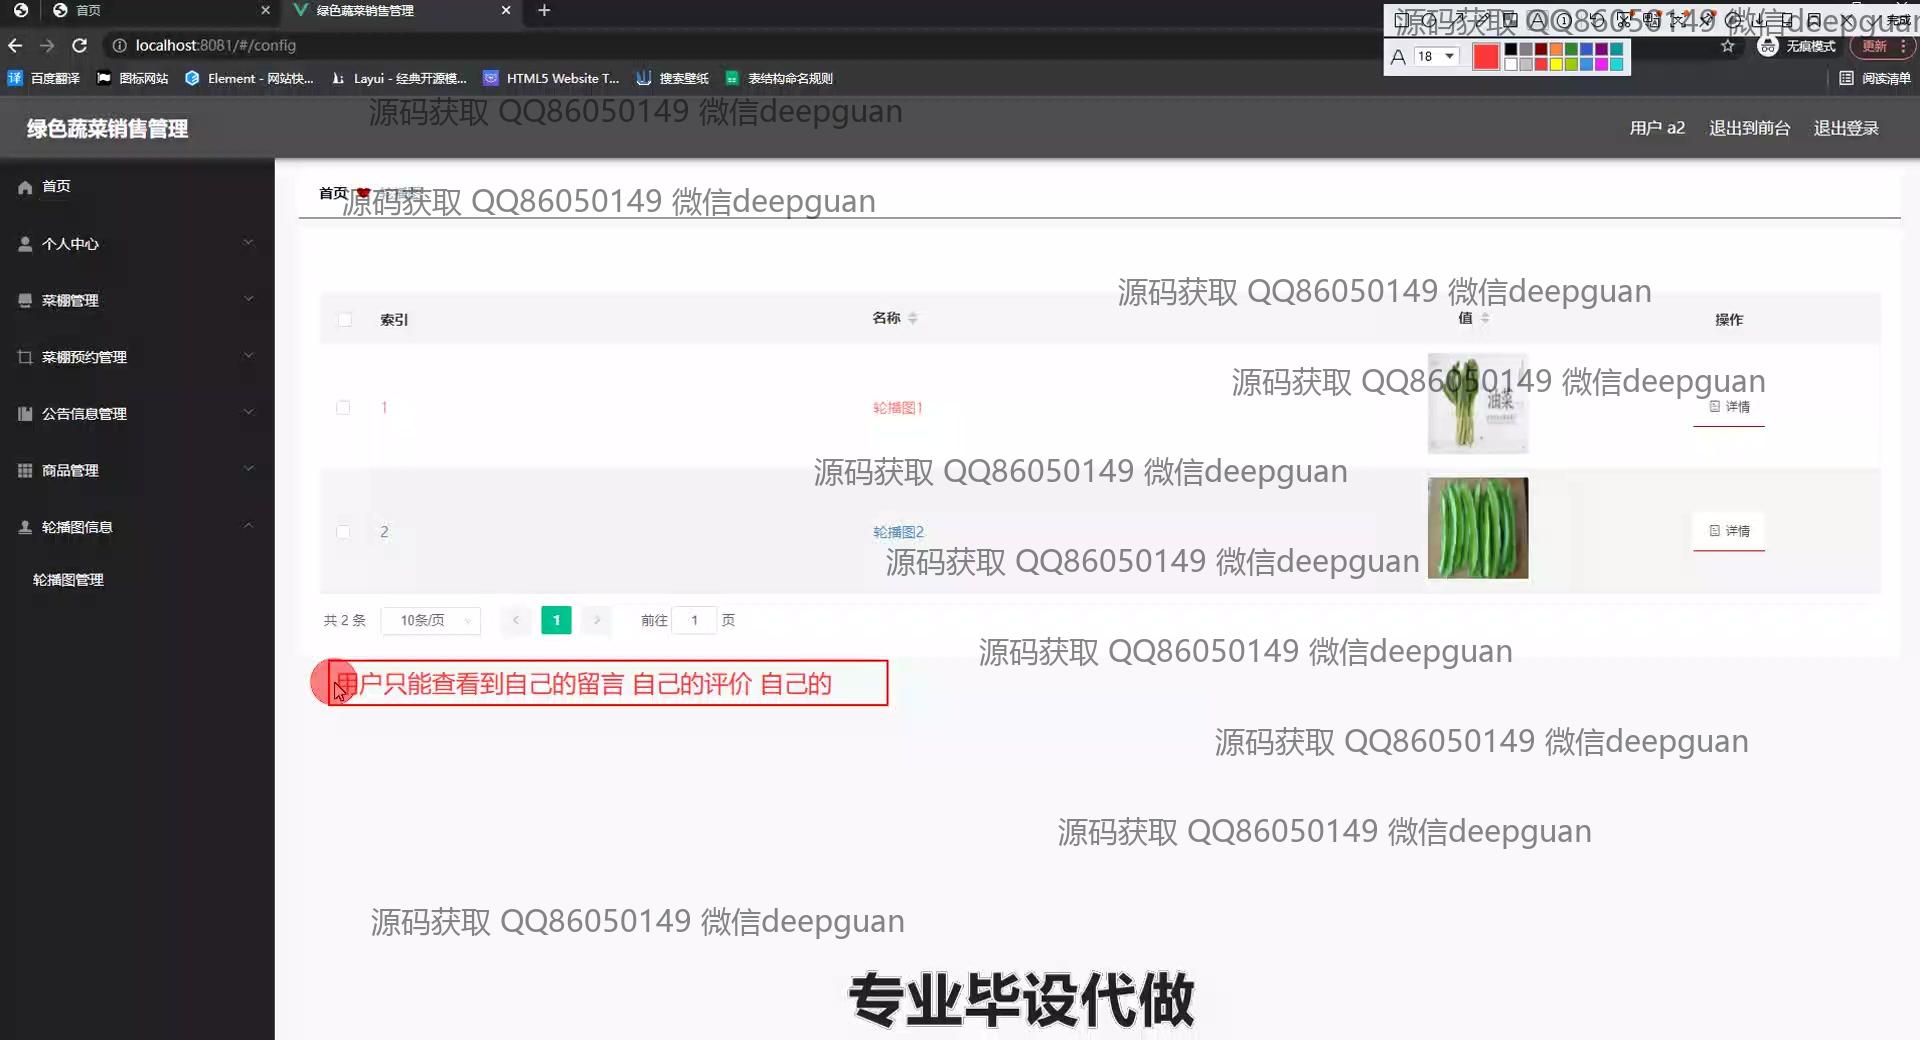 首页
绿色蔬菜销售管理
localhost:8081/#/config
无痕模式
更新
完成
A 18
百度翻译
图标网站
Element - 网站快...
Layui - 经典开源模...
HTML5 Website T...
搜索壁纸
表结构命名规则
阅读清单
源码获取 QQ86050149 微信deepguan
源码获取 QQ86050149 微信deepguan
绿色蔬菜销售管理
用户 a2
退出到前台
退出登录
首页
个人中心
菜棚管理
菜棚预约管理
公告信息管理
商品管理
轮播图信息
轮播图管理
首页
轮播图
源码获取 QQ86050149 微信deepguan
源码获取 QQ86050149 微信deepguan
索引
名称
值
操作
源码获取 QQ86050149 微信deepguan
1
轮播图1
油菜
详情
源码获取 QQ86050149 微信deepguan
2
轮播图2
详情
源码获取 QQ86050149 微信deepguan
共 2 条
10条/页
1
前往 1 页
源码获取 QQ86050149 微信deepguan
用户只能查看到自己的留言 自己的评价 自己的
源码获取 QQ86050149 微信deepguan
源码获取 QQ86050149 微信deepguan
源码获取 QQ86050149 微信deepguan
专业毕设代做